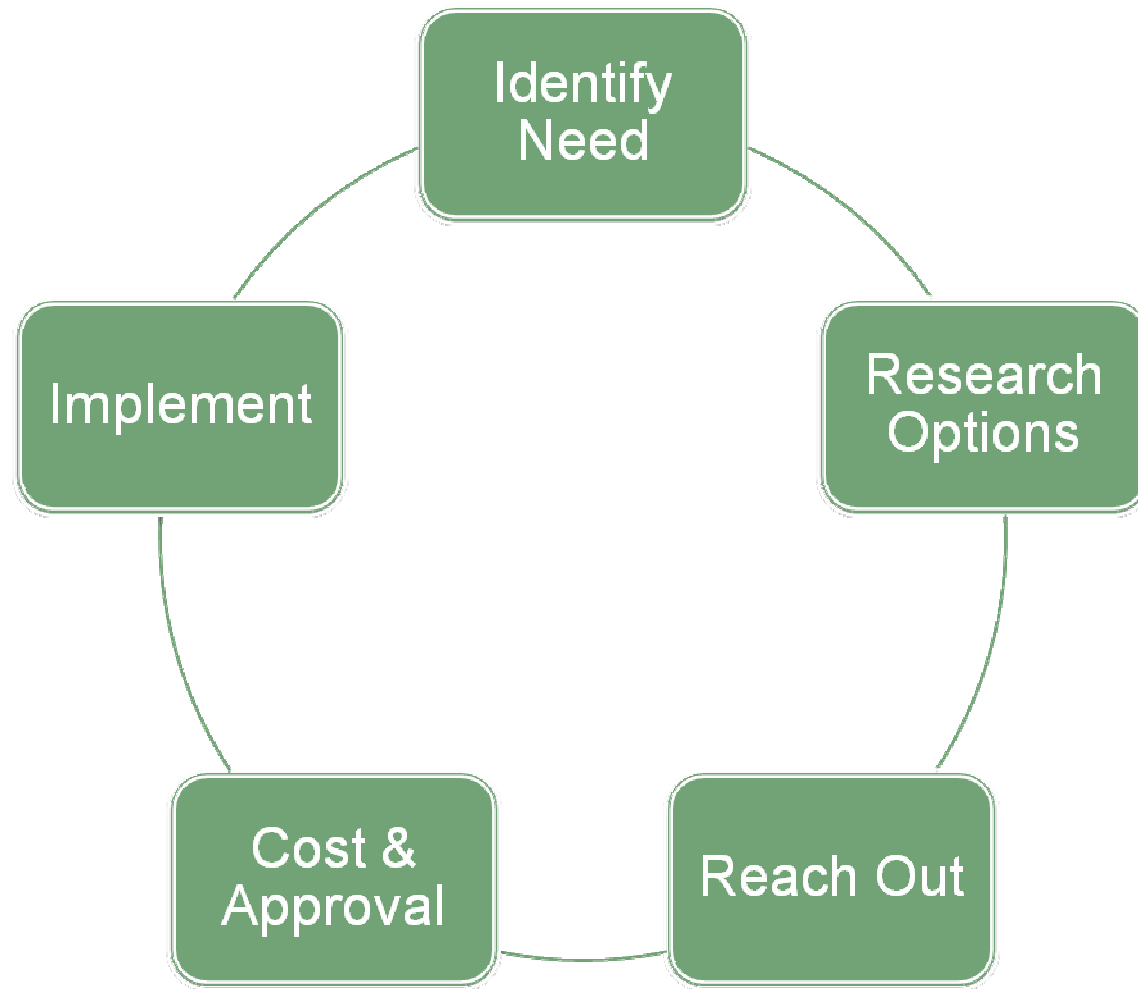 Identify
Need
Research
Options
Reach Out
Cost &
Approval
Implement